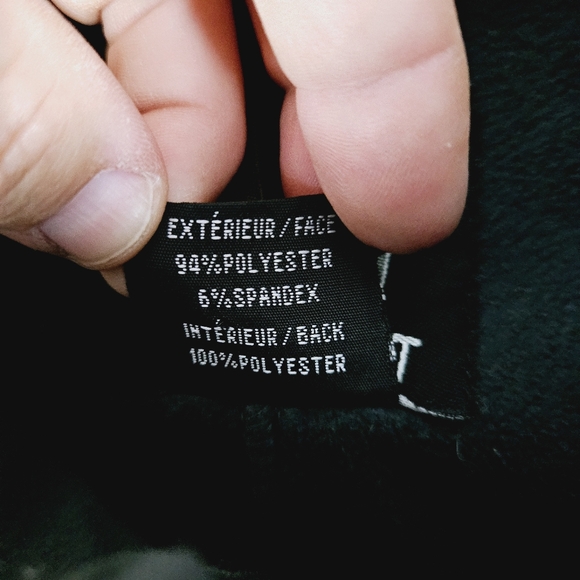 EXTÉRIEUR/FACE
94%POLYESTER
6%SPANDEX
INTÉRIEUR/BACK
100%POLYESTER